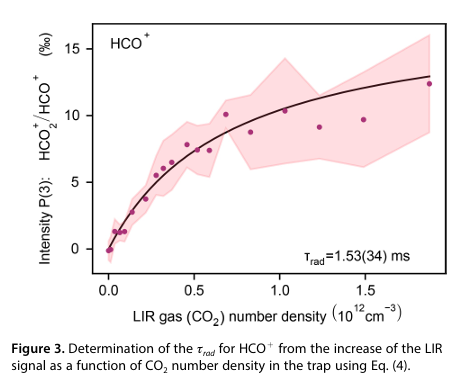 (‰)
HCO⁺
15
10
5
0
Intensity P(3): HCO₂⁺/HCO⁺
τrad=1.53(34) ms
0.0 0.5 1.0 1.5
LIR gas (CO₂) number density (10¹²cm⁻³)
Figure 3. Determination of the τrad for HCO⁺ from the increase of the LIR
signal as a function of CO₂ number density in the trap using Eq. (4).